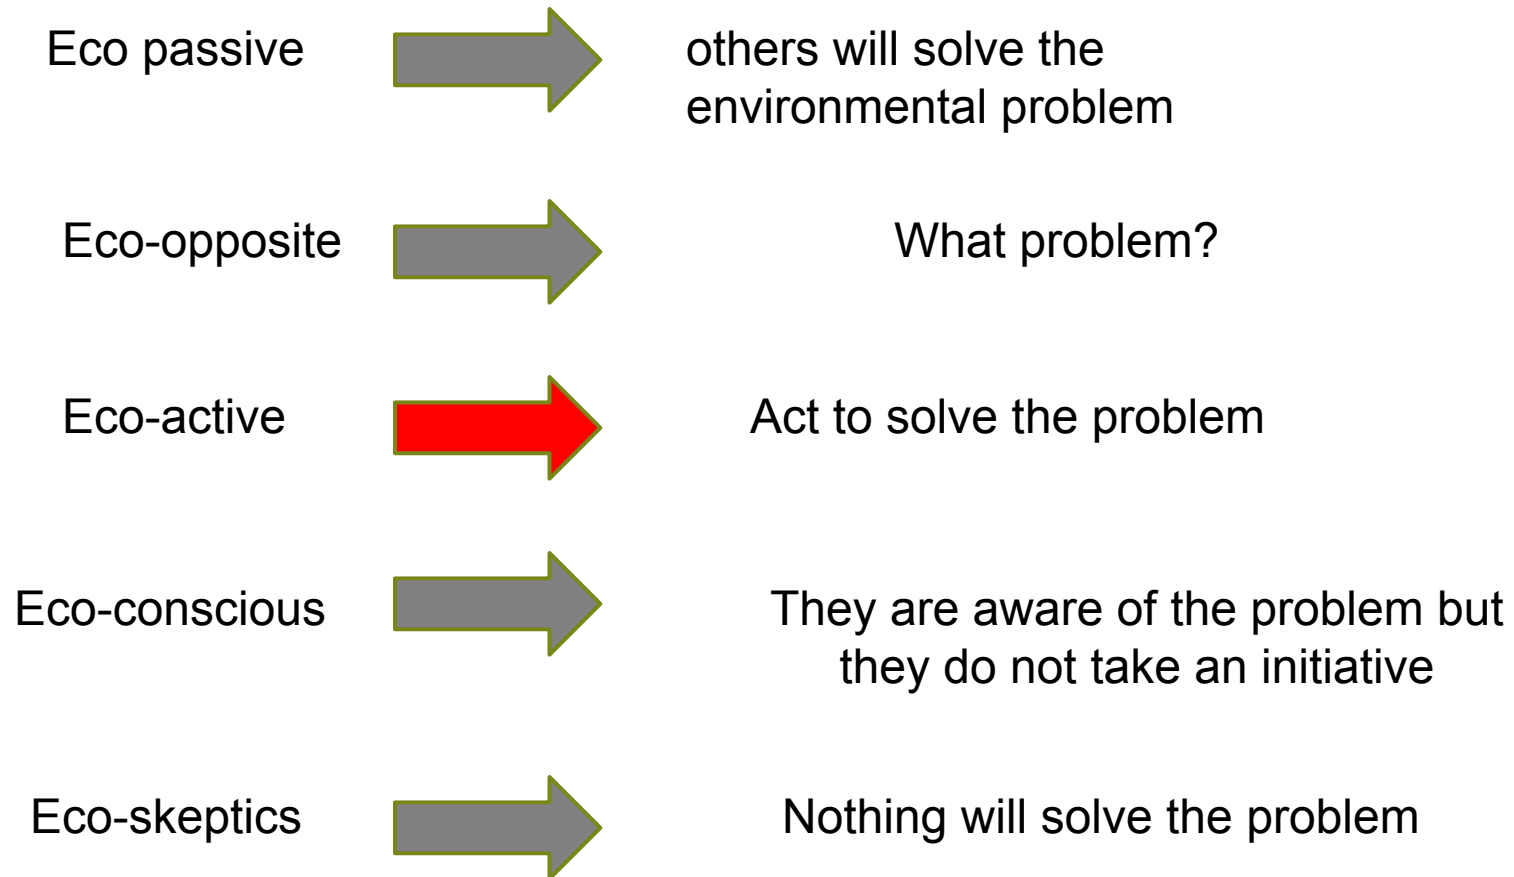 Eco passive
others will solve the
environmental problem
Eco-opposite
What problem?
Eco-active
Act to solve the problem
Eco-conscious
They are aware of the problem but
they do not take an initiative
Eco-skeptics
Nothing will solve the problem